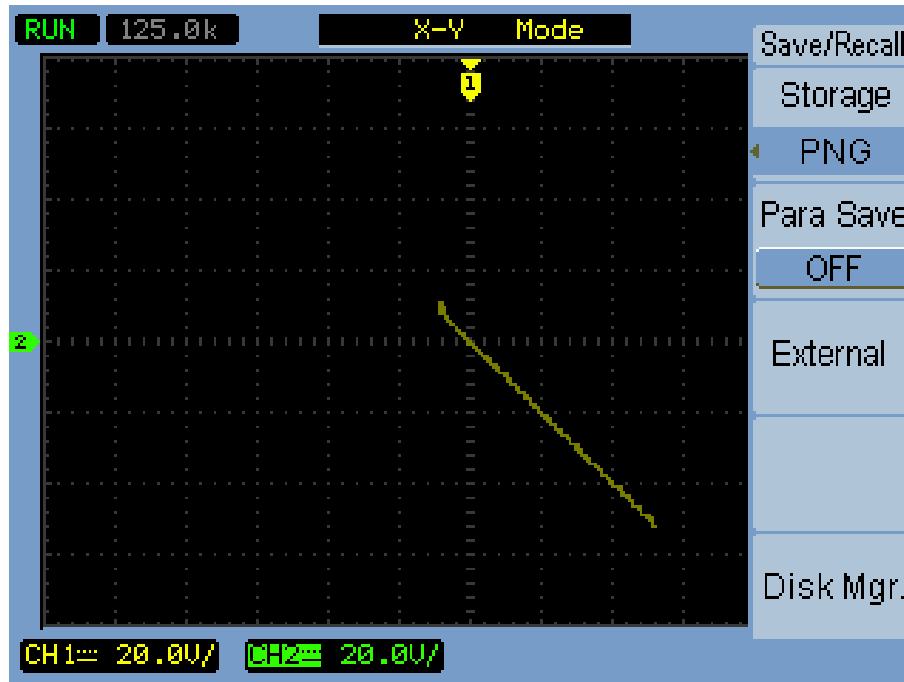 RUN 125.0k X-Y Mode
Save/Recall
Storage
PNG
Para Save
OFF
External
Disk Mgr.
1
2
CH1 20.0V/ CH2 20.0V/